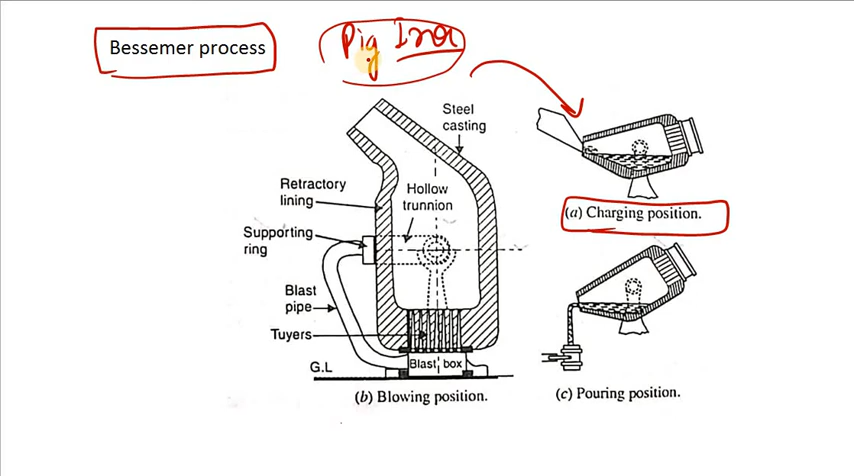 Bessemer process
Pig Iron
Steel
casting
Retractory
lining
Hollow
trunnion
Supporting
ring
Blast
pipe
Tuyers
G.L
Blast box
(b) Blowing position.
(a) Charging position.
(c) Pouring position.